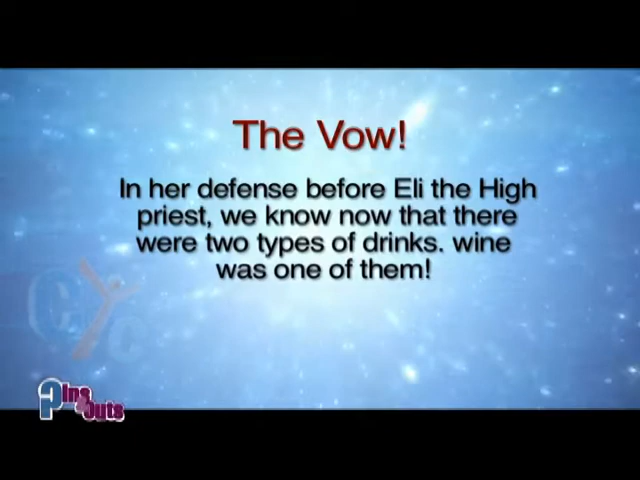 The Vow!
In her defense before Eli the High
priest, we know now that there
were two types of drinks. wine
was one of them!
CYC
Ins
Outs